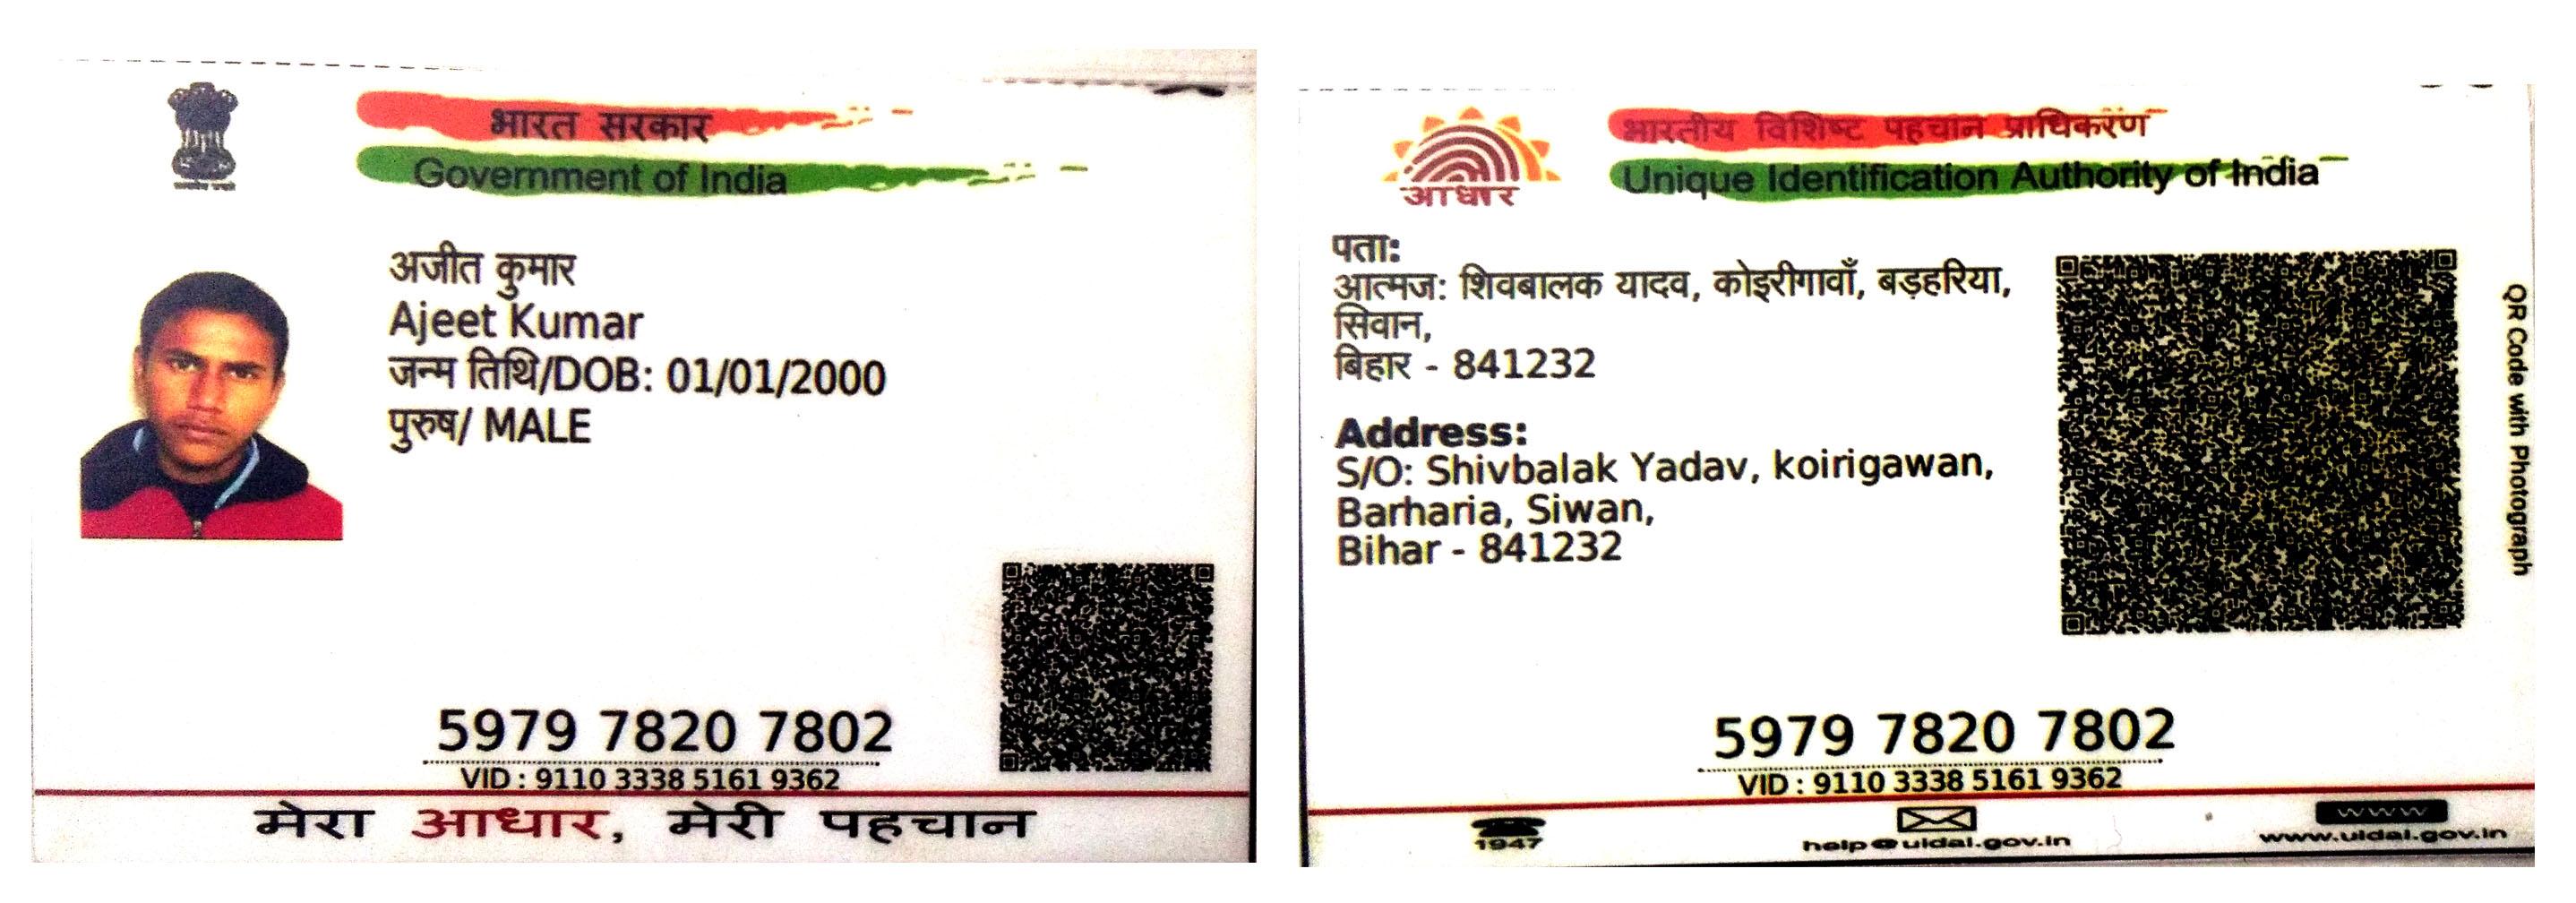 भारत सरकार
Government of India
अजीत कुमार
Ajeet Kumar
जन्म तिथि/DOB: 01/01/2000
पुरुष/ MALE
5979 7820 7802
VID : 9110 3338 5161 9362
मेरा आधार, मेरी पहचान
भारतीय विशिष्ट पहचान प्राधिकरण
Unique Identification Authority of India
आधार
पता:
आत्मज: शिवबालक यादव, कोइरीगावाँ, बड़हरिया,
सिवान,
बिहार - 841232
Address:
S/O: Shivbalak Yadav, koirigawan,
Barharia, Siwan,
Bihar - 841232
QR Code with Photograph
5979 7820 7802
VID : 9110 3338 5161 9362
1947
help@uidai.gov.in
www
www.uidai.gov.in